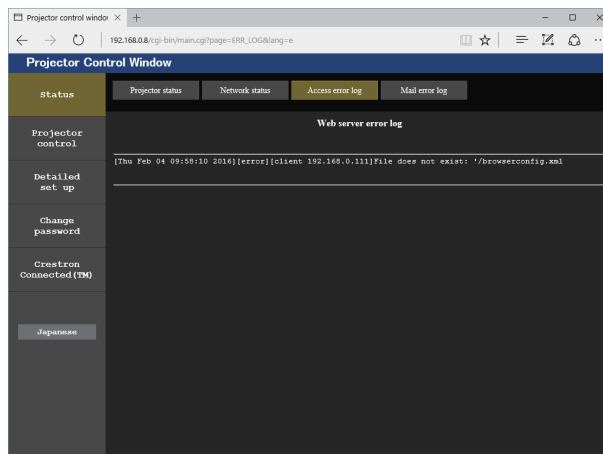 Projector control window
192.168.0.8/cgi-bin/main.cgi?page=ERR_LOG&lang=e
Projector Control Window
Status
Projector status
Network status
Access error log
Mail error log
Web server error log
[Thu Feb 04 09:58:10 2016][error][client 192.168.0.111]File does not exist: '/browserconfig.xml
Projector
control
Detailed
set up
Change
password
Crestron
Connected(TM)
Japanese